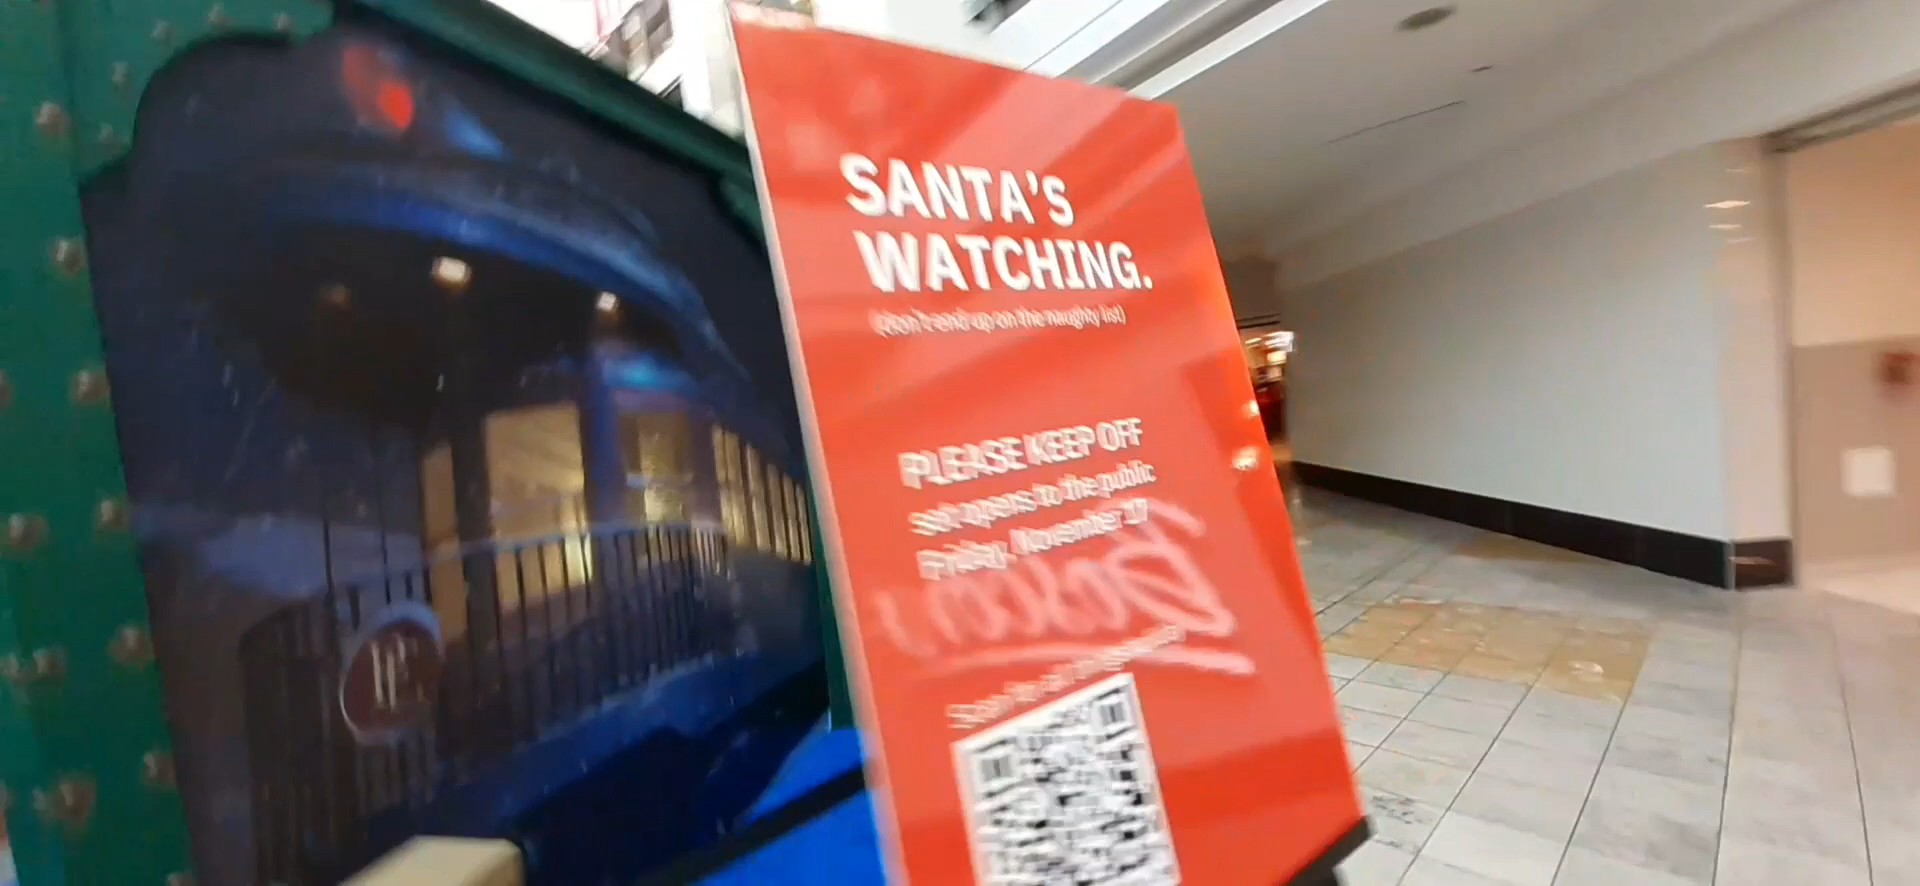 SANTA'S
WATCHING.
(don't end up on the naughty list)
PLEASE KEEP OFF
set opens to the public
Friday, November 17